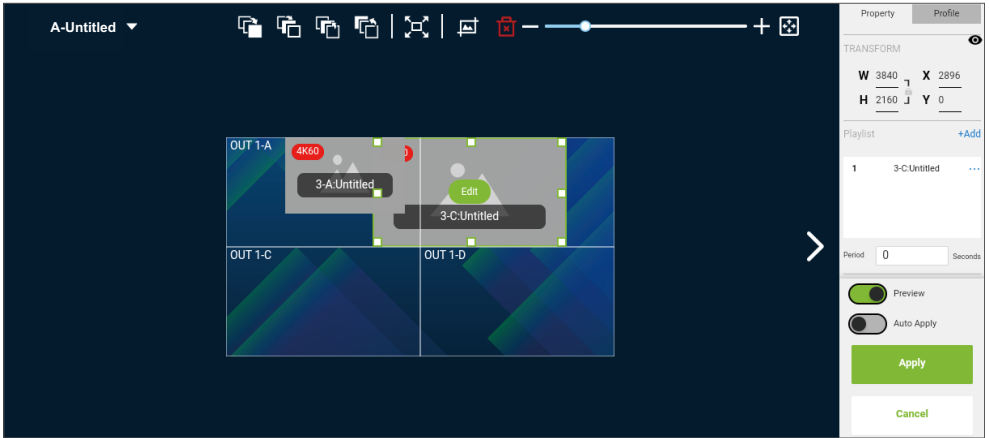 A-Untitled
Property Profile
TRANSFORM
W 3840 X 2896
H 2160 Y 0
Playlist +Add
1 3-C:Untitled ...
Period 0 Seconds
Preview
Auto Apply
Apply
Cancel
OUT 1-A
4K60
3-A:Untitled
Edit
3-C:Untitled
OUT 1-C OUT 1-D